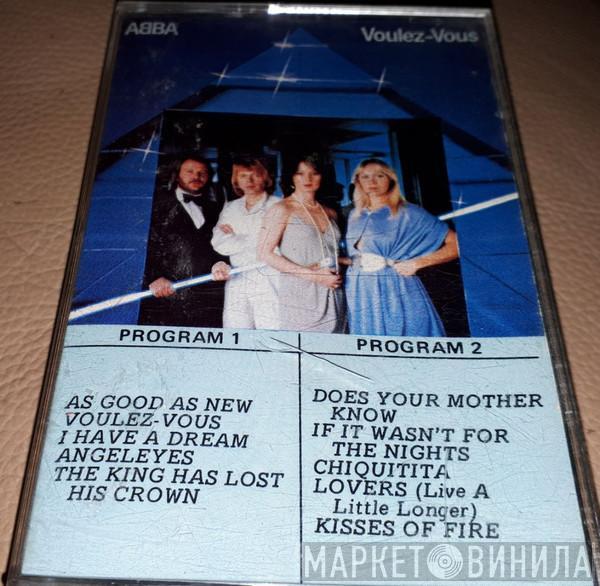 ABBA
Voulez-Vous
PROGRAM 1
PROGRAM 2
AS GOOD AS NEW
VOULEZ-VOUS
I HAVE A DREAM
ANGELEYES
THE KING HAS LOST
HIS CROWN
DOES YOUR MOTHER
KNOW
IF IT WASN'T FOR
THE NIGHTS
CHIQUITITA
LOVERS (Live A
Little Longer)
KISSES OF FIRE
МАРКЕТ ВИНИЛА